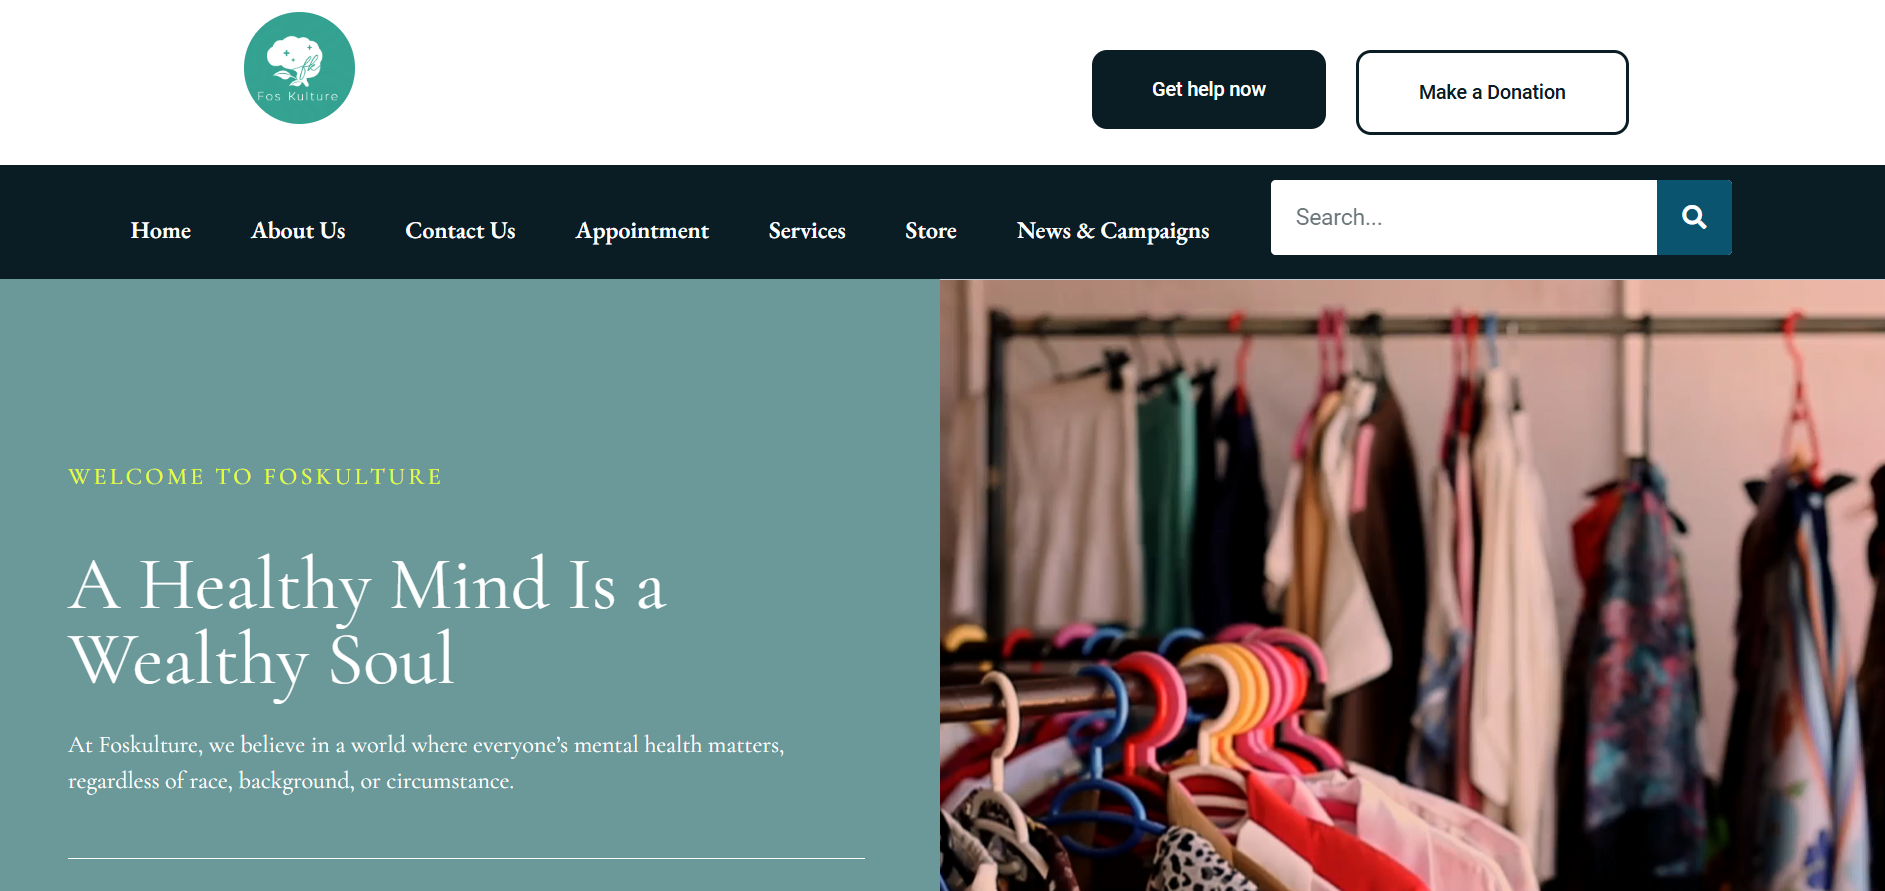 fk
Fos Kulture
Get help now
Make a Donation
Home
About Us
Contact Us
Appointment
Services
Store
News & Campaigns
Search...
WELCOME TO FOSKULTURE
A Healthy Mind Is a
Wealthy Soul
At Foskulture, we believe in a world where everyone’s mental health matters,
regardless of race, background, or circumstance.